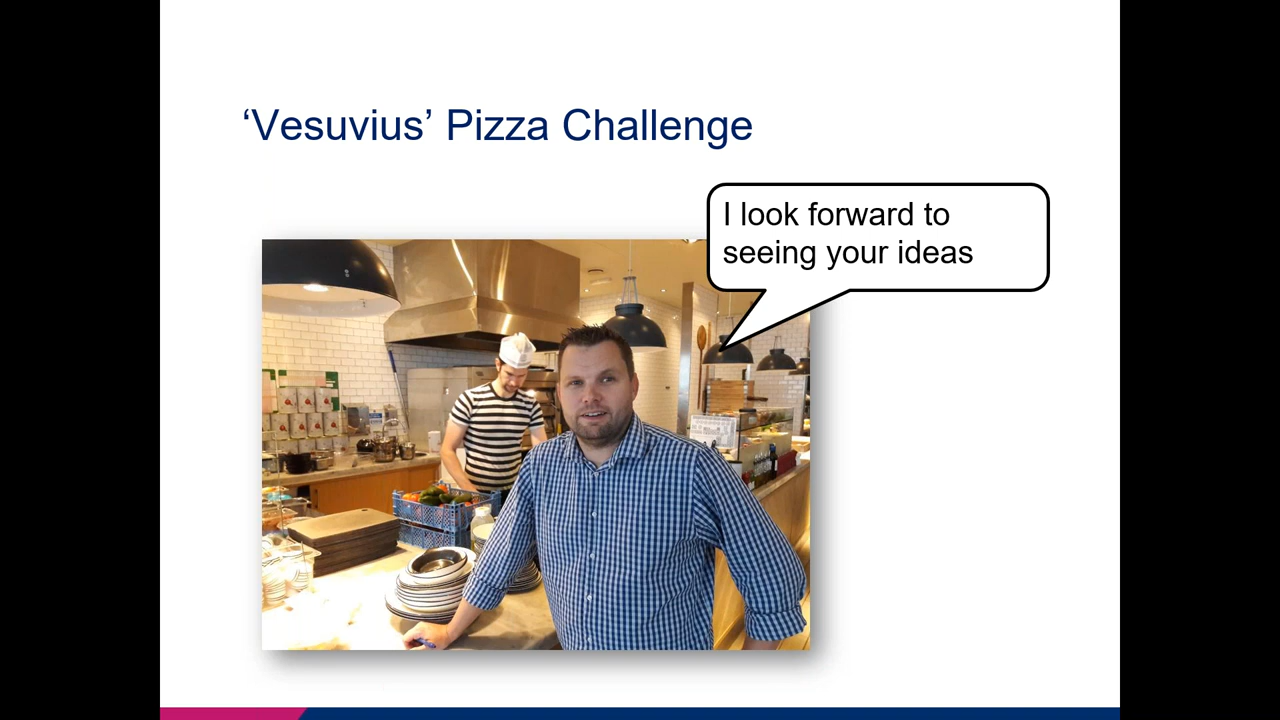 ‘Vesuvius’ Pizza Challenge
I look forward to
seeing your ideas